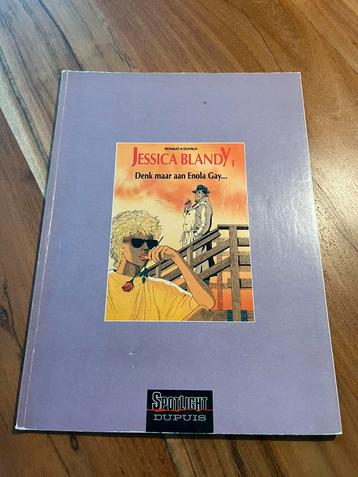 RENAUD • DUFAUX
JESSICA BLANDY 1
Denk maar aan Enola Gay...
SPOTLIGHT
DUPUIS